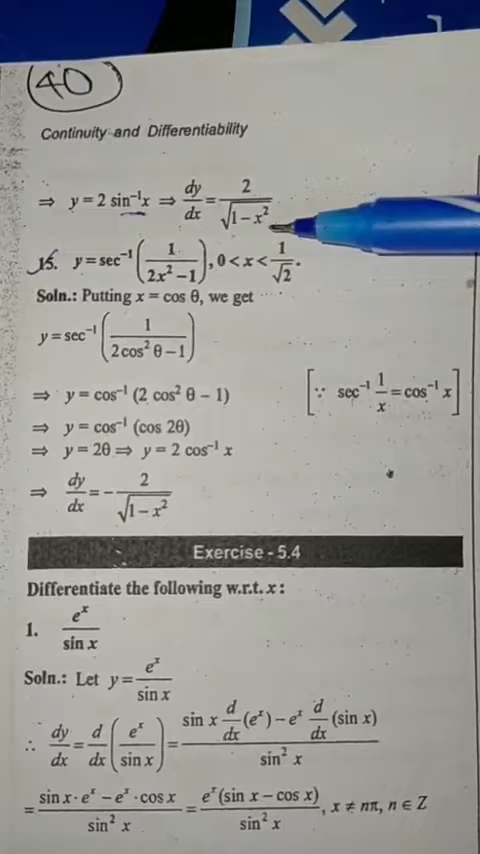 40
Continuity and Differentiability
⇒ y = 2 sin⁻¹x ⇒ dy/dx = 2/√(1 − x²)
15. y = sec⁻¹(1/(2x² − 1)), 0 < x < 1/√2.
Soln.: Putting x = cos θ, we get
y = sec⁻¹(1/(2cos² θ − 1))
⇒ y = cos⁻¹ (2 cos² θ − 1) [∵ sec⁻¹ 1/x = cos⁻¹ x]
⇒ y = cos⁻¹ (cos 2θ)
⇒ y = 2θ ⇒ y = 2 cos⁻¹ x
⇒ dy/dx = − 2/√(1 − x²)
Exercise - 5.4
Differentiate the following w.r.t. x :
1. eˣ/sin x
Soln.: Let y = eˣ/sin x
∴ dy/dx = d/dx (eˣ/sin x) = (sin x d/dx (eˣ) − eˣ d/dx (sin x))/sin² x
= (sin x · eˣ − eˣ · cos x)/sin² x = eˣ (sin x − cos x)/sin² x, x ≠ nπ, n ∈ Z